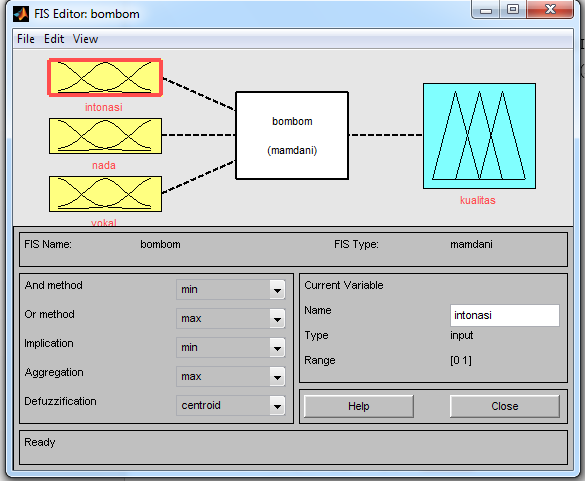 FIS Editor: bombom
File Edit View
intonasi
nada
vokal
bombom
(mamdani)
kualitas
FIS Name: bombom FIS Type: mamdani
And method min
Or method max
Implication min
Aggregation max
Defuzzification centroid
Current Variable
Name intonasi
Type input
Range [0 1]
Help Close
Ready